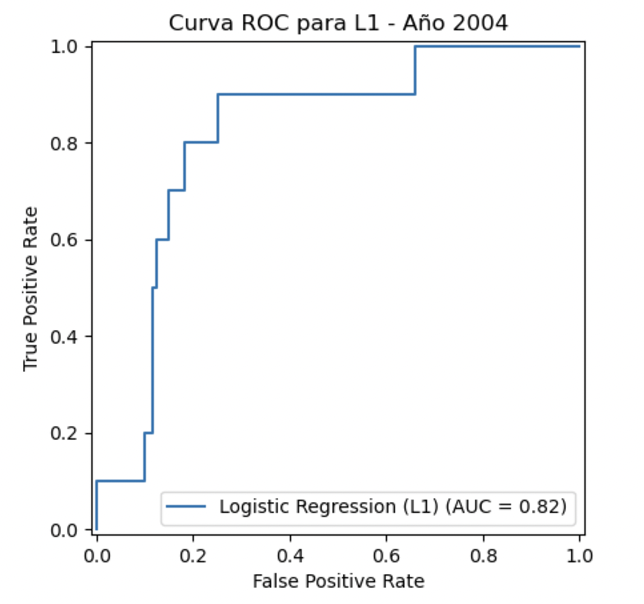 Curva ROC para L1 - Año 2004
1.0
0.8
0.6
0.4
0.2
0.0
True Positive Rate
Logistic Regression (L1) (AUC = 0.82)
0.0 0.2 0.4 0.6 0.8 1.0
False Positive Rate